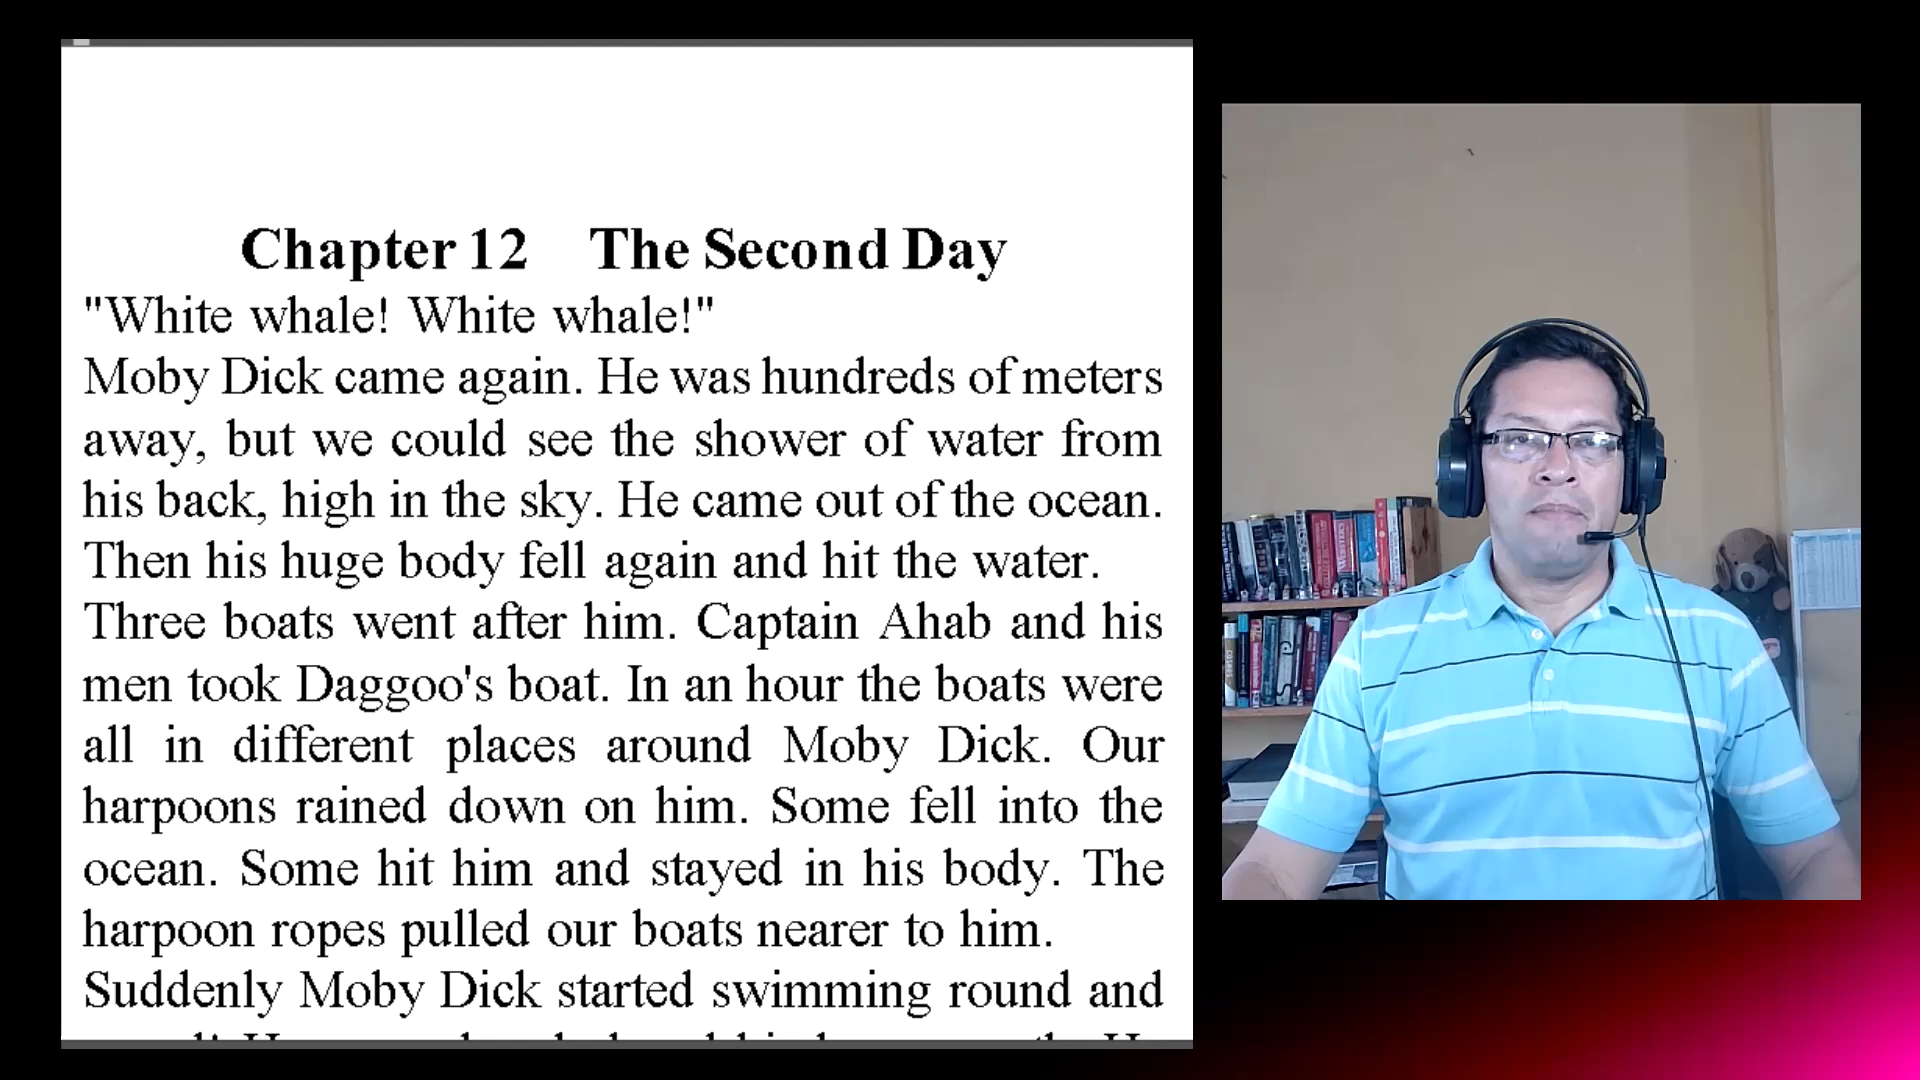 Chapter 12 The Second Day
"White whale! White whale!"
Moby Dick came again. He was hundreds of meters
away, but we could see the shower of water from
his back, high in the sky. He came out of the ocean.
Then his huge body fell again and hit the water.
Three boats went after him. Captain Ahab and his
men took Daggoo's boat. In an hour the boats were
all in different places around Moby Dick. Our
harpoons rained down on him. Some fell into the
ocean. Some hit him and stayed in his body. The
harpoon ropes pulled our boats nearer to him.
Suddenly Moby Dick started swimming round and